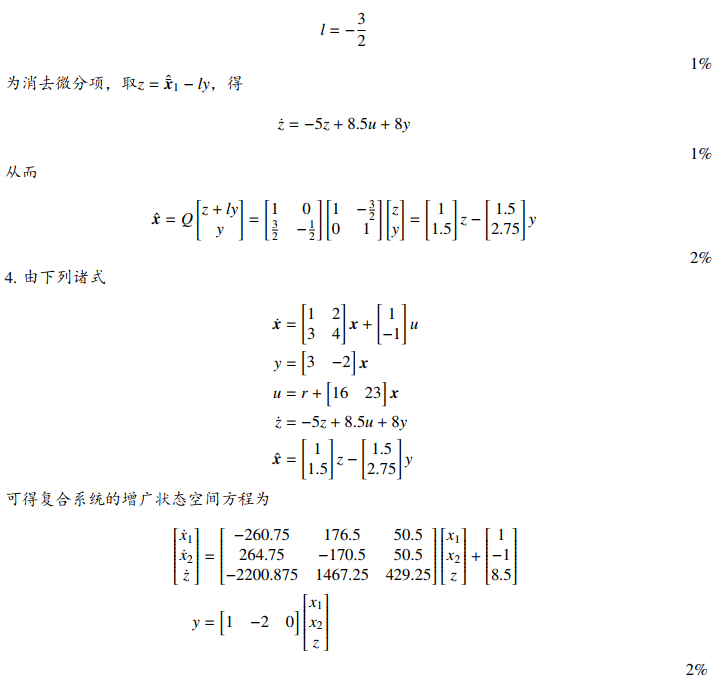 l = −3/2
1%
为消去微分项，取z = x̄̂₁ − ly，得
ż = −5z + 8.5u + 8y
1%
从而
x̂ = Q [z + ly; y] = [1 0; 3/2 −1/2] [1 −3/2; 0 1] [z; y] = [1; 1.5] z − [1.5; 2.75] y
2%
4. 由下列诸式
ẋ = [1 2; 3 4] x + [1; −1] u
y = [3 −2] x
u = r + [16 23] x
ż = −5z + 8.5u + 8y
x̂ = [1; 1.5] z − [1.5; 2.75] y
可得复合系统的增广状态空间方程为
[ẋ₁; ẋ₂; ż] = [−260.75 176.5 50.5; 264.75 −170.5 50.5; −2200.875 1467.25 429.25] [x₁; x₂; z] + [1; −1; 8.5]
y = [1 −2 0] [x₁; x₂; z]
2%